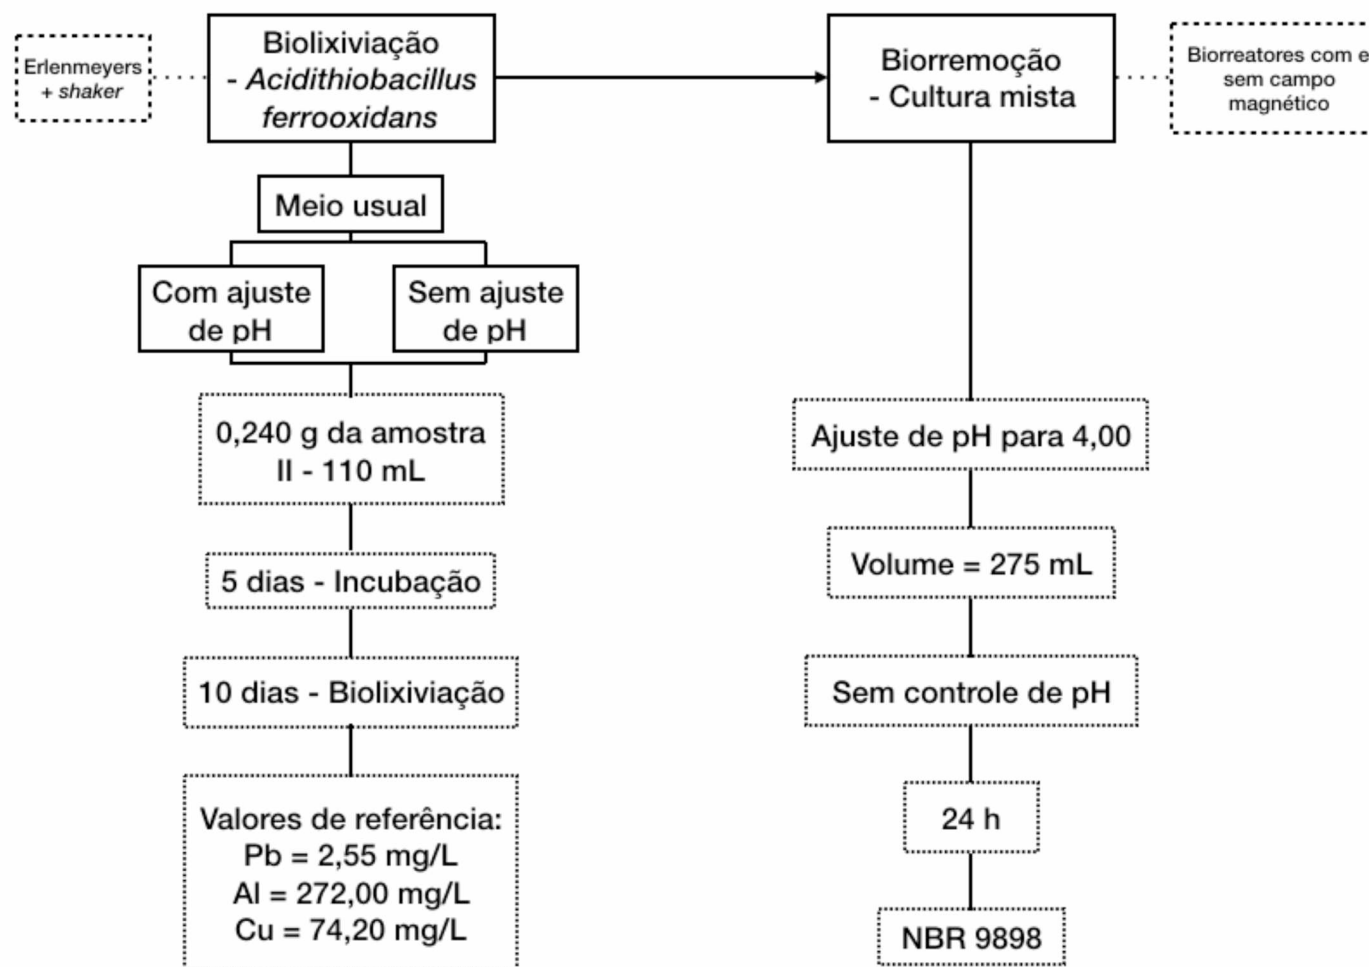 Erlenmeyers
+ shaker
Biolixiviação
- Acidithiobacillus
ferrooxidans
Biorremoção
- Cultura mista
Biorreatores com e
sem campo
magnético
Meio usual
Com ajuste
de pH
Sem ajuste
de pH
0,240 g da amostra
II - 110 mL
5 dias - Incubação
10 dias - Biolixiviação
Valores de referência:
Pb = 2,55 mg/L
Al = 272,00 mg/L
Cu = 74,20 mg/L
Ajuste de pH para 4,00
Volume = 275 mL
Sem controle de pH
24 h
NBR 9898